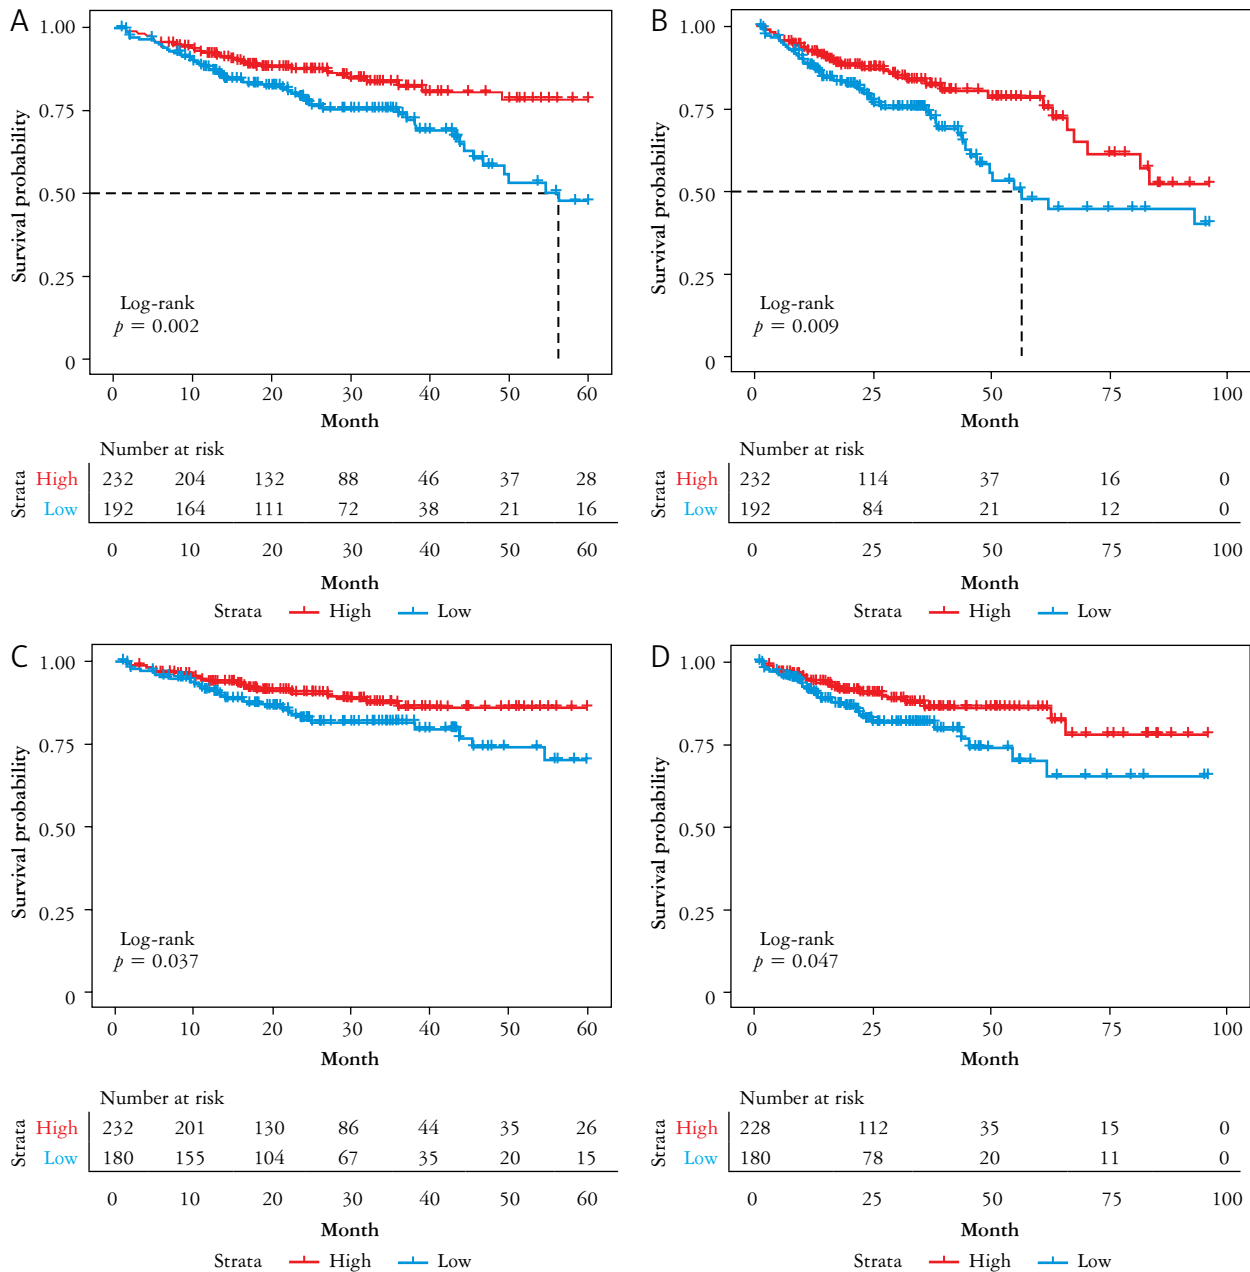 A
Survival probability
1.00
0.75
0.50
0.25
0
Log-rank
p = 0.002
0 10 20 30 40 50 60
Month
Number at risk
Strata
High 232 204 132 88 46 37 28
Low 192 164 111 72 38 21 16
0 10 20 30 40 50 60
Month
Strata High Low
B
Survival probability
1.00
0.75
0.50
0.25
0
Log-rank
p = 0.009
0 25 50 75 100
Month
Number at risk
Strata
High 232 114 37 16 0
Low 192 84 21 12 0
0 25 50 75 100
Month
Strata High Low
C
Survival probability
1.00
0.75
0.50
0.25
0
Log-rank
p = 0.037
0 10 20 30 40 50 60
Month
Number at risk
Strata
High 232 201 130 86 44 35 26
Low 180 155 104 67 35 20 15
0 10 20 30 40 50 60
Month
Strata High Low
D
Survival probability
1.00
0.75
0.50
0.25
0
Log-rank
p = 0.047
0 25 50 75 100
Month
Number at risk
Strata
High 228 112 35 15 0
Low 180 78 20 11 0
0 25 50 75 100
Month
Strata High Low